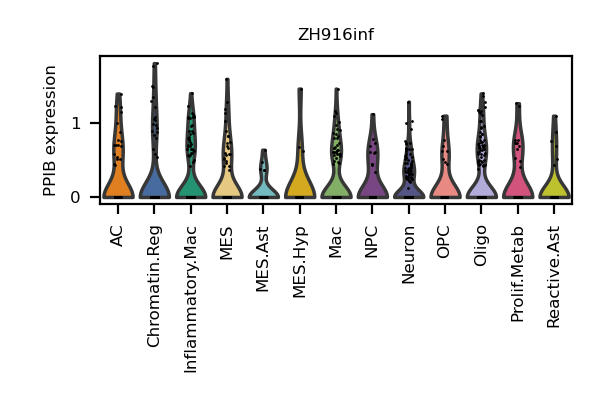 ZH916inf
PPIB expression
1
0
AC
Chromatin.Reg
Inflammatory.Mac
MES
MES.Ast
MES.Hyp
Mac
NPC
Neuron
OPC
Oligo
Prolif.Metab
Reactive.Ast